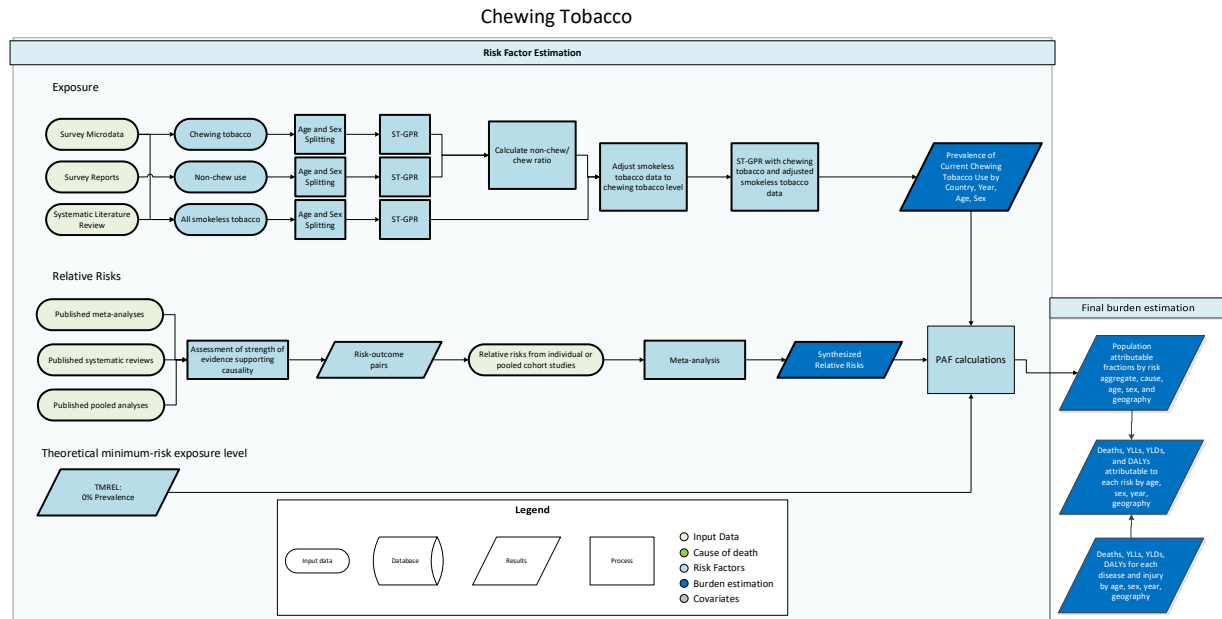 Chewing Tobacco
Risk Factor Estimation
Exposure
Survey Microdata
Survey Reports
Systematic Literature
Review
Chewing tobacco
Non-chew use
All smokeless tobacco
Age and Sex
Splitting
Age and Sex
Splitting
Age and Sex
Splitting
ST-GPR
ST-GPR
ST-GPR
Calculate non-chew/
chew ratio
Adjust smokeless
tobacco data to
chewing tobacco level
ST-GPR with chewing
tobacco and adjusted
smokeless tobacco
data
Prevalence of
Current Chewing
Tobacco Use by
Country, Year,
Age, Sex
Relative Risks
Published meta-analyses
Published systematic reviews
Published pooled analyses
Assessment of strength of
evidence supporting
causality
Risk-outcome
pairs
Relative risks from individual or
pooled cohort studies
Meta-analysis
Synthesized
Relative Risks
PAF calculations
Final burden estimation
Population
attributable
fractions by risk
aggregate, cause,
age, sex, and
geography
Deaths, YLLs, YLDs,
and DALYs
attributable to
each risk by age,
sex, year,
geography
Deaths, YLLs, YLDs,
DALYs for each
disease and injury
by age, sex, year,
geography
Theoretical minimum-risk exposure level
TMREL:
0% Prevalence
Legend
Input data
Database
Results
Process
Input Data
Cause of death
Risk Factors
Burden estimation
Covariates